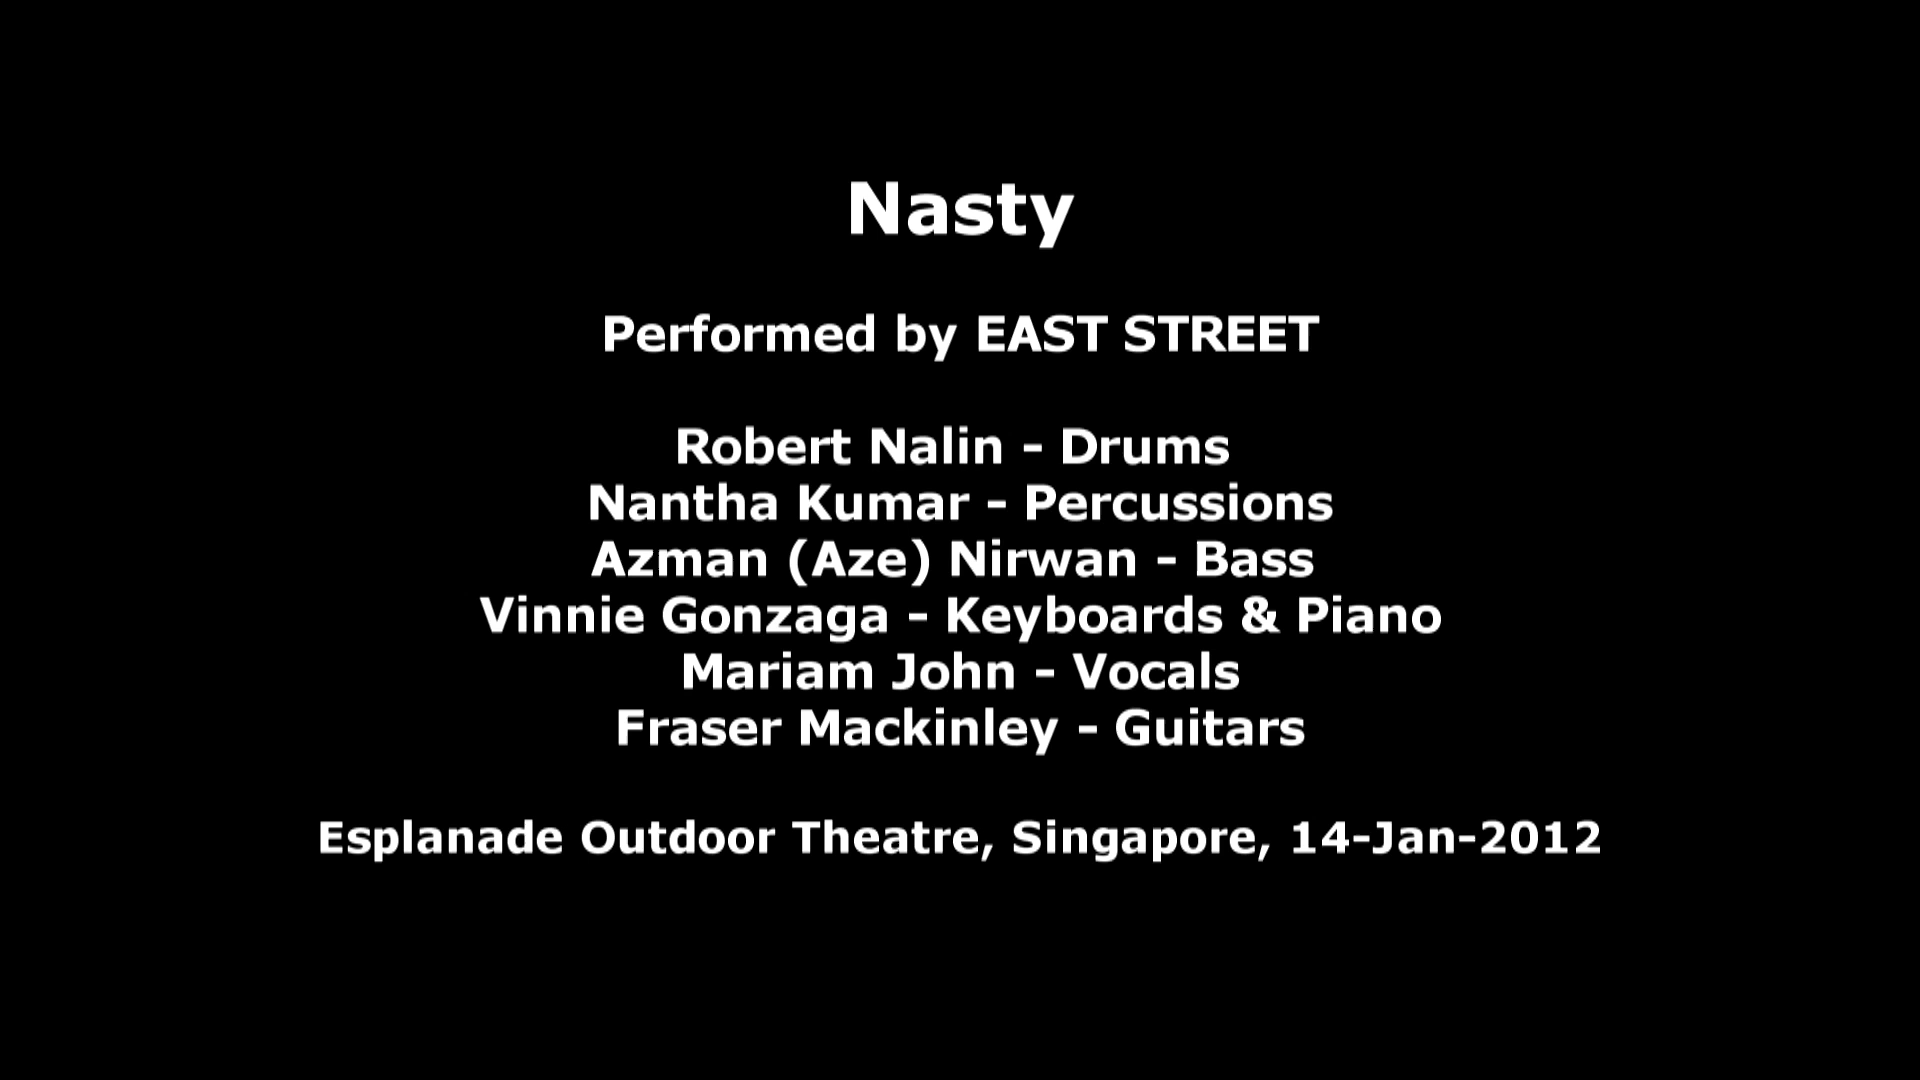 Nasty
Performed by EAST STREET
Robert Nalin - Drums
Nantha Kumar - Percussions
Azman (Aze) Nirwan - Bass
Vinnie Gonzaga - Keyboards & Piano
Mariam John - Vocals
Fraser Mackinley - Guitars
Esplanade Outdoor Theatre, Singapore, 14-Jan-2012